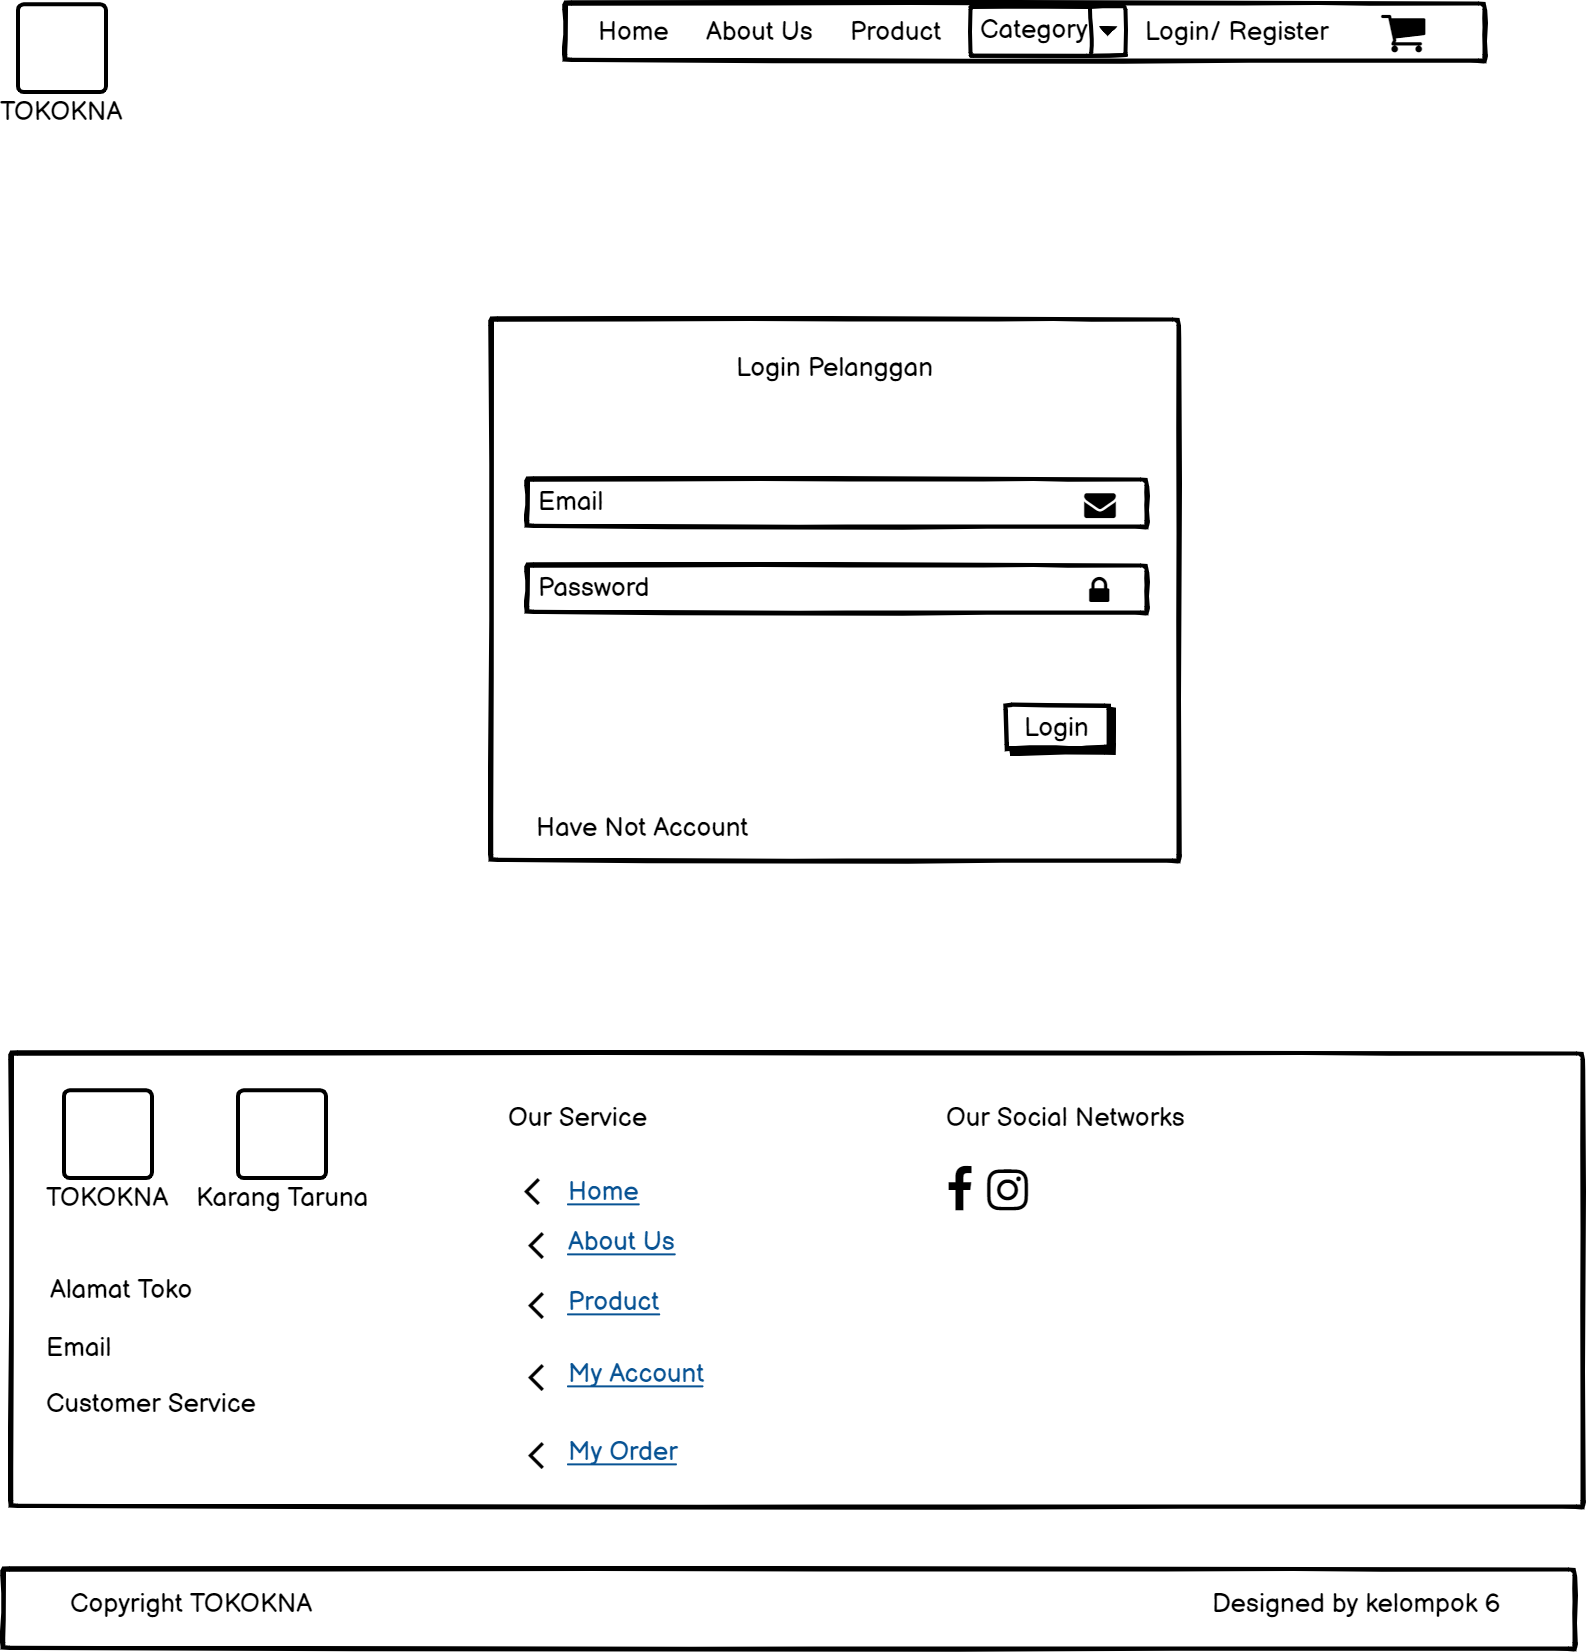 TOKOKNA
Home About Us Product Category Login/ Register
Login Pelanggan
Email
Password
Login
Have Not Account
TOKOKNA Karang Taruna
Alamat Toko
Email
Customer Service
Our Service
Home
About Us
Product
My Account
My Order
Our Social Networks
Copyright TOKOKNA
Designed by kelompok 6